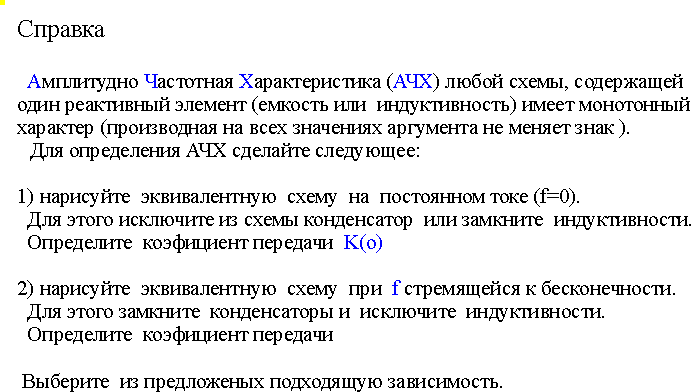 Справка
Амплитудно Частотная Характеристика (АЧХ) любой схемы, содержащей
один реактивный элемент (емкость или индуктивность) имеет монотонный
характер (производная на всех значениях аргумента не меняет знак ).
Для определения АЧХ сделайте следующее:
1) нарисуйте эквивалентную схему на постоянном токе (f=0).
Для этого исключите из схемы конденсатор или замкните индуктивности.
Определите коэфициент передачи K(o)
2) нарисуйте эквивалентную схему при f стремящейся к бесконечности.
Для этого замкните конденсаторы и исключите индуктивности.
Определите коэфициент передачи
Выберите из предложеных подходящую зависимость.